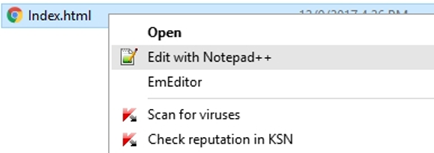 Index.html
Open
Edit with Notepad++
EmEditor
Scan for viruses
Check reputation in KSN